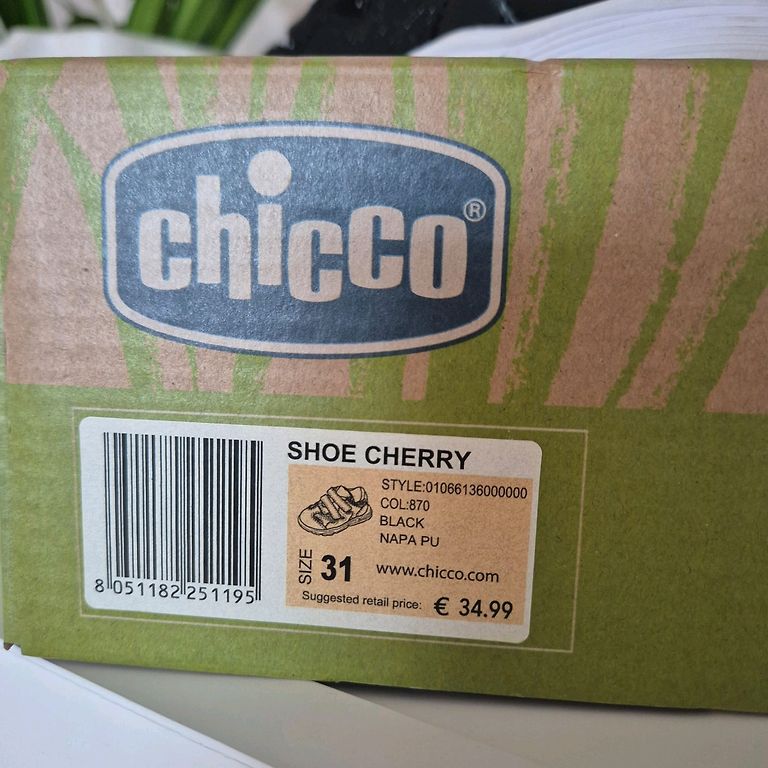 chicco®
SHOE CHERRY
STYLE:01066136000000
COL:870
BLACK
NAPA PU
SIZE 31 www.chicco.com
Suggested retail price: € 34.99
8 051182 251195